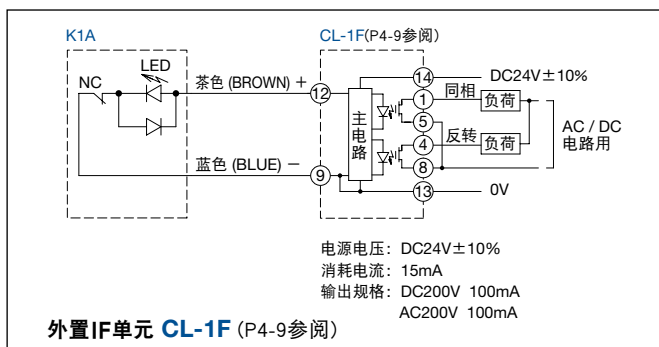 K1A
CL-1F(P4-9参阅)
NC
LED
茶色 (BROWN) +
12
14
DC24V±10%
1
同相
负荷
5
主电路
AC / DC
电路用
4
反转
负荷
8
蓝色 (BLUE) −
9
13
0V
电源电压：DC24V±10%
消耗电流：15mA
输出规格：DC200V 100mA
AC200V 100mA
外置IF单元 CL-1F (P4-9参阅)